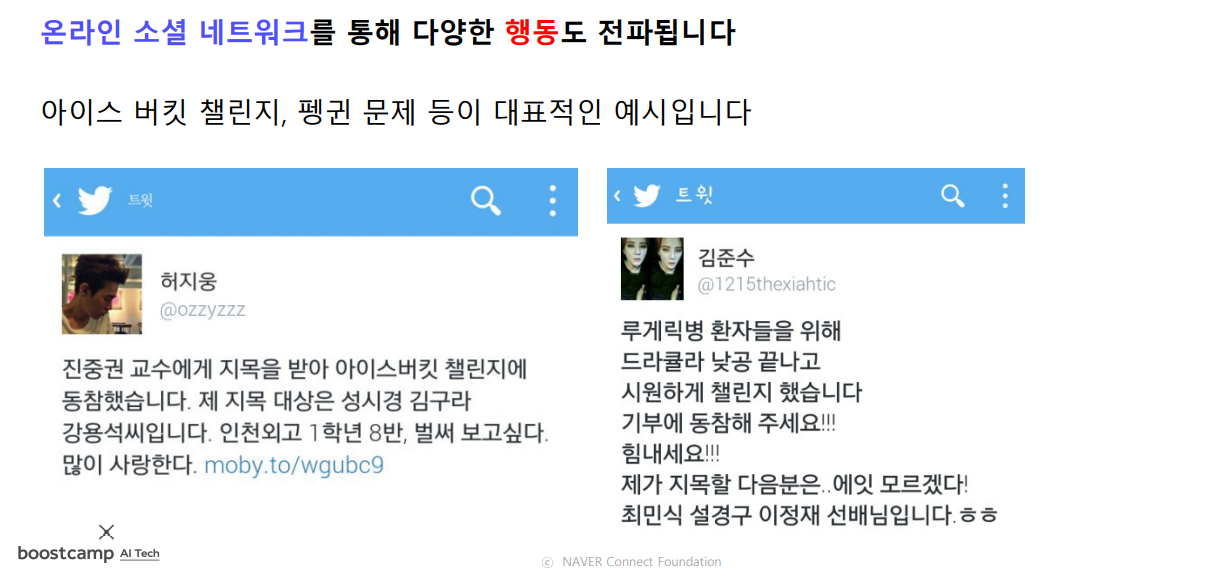 온라인 소셜 네트워크를 통해 다양한 행동도 전파됩니다
아이스 버킷 챌린지, 펭귄 문제 등이 대표적인 예시입니다
트윗
허지웅
@ozzyzzz
진중권 교수에게 지목을 받아 아이스버킷 챌린지에
동참했습니다. 제 지목 대상은 성시경 김구라
강용석씨입니다. 인천외고 1학년 8반, 벌써 보고싶다.
많이 사랑한다. moby.to/wgubc9
트윗
김준수
@1215thexiahtic
루게릭병 환자들을 위해
드라큘라 낮공 끝나고
시원하게 챌린지 했습니다
기부에 동참해 주세요!!!
힘내세요!!!
제가 지목할 다음분은..에잇 모르겠다!
최민식 설경구 이정재 선배님입니다.ㅎㅎ
boostcamp AI Tech
ⓒ NAVER Connect Foundation